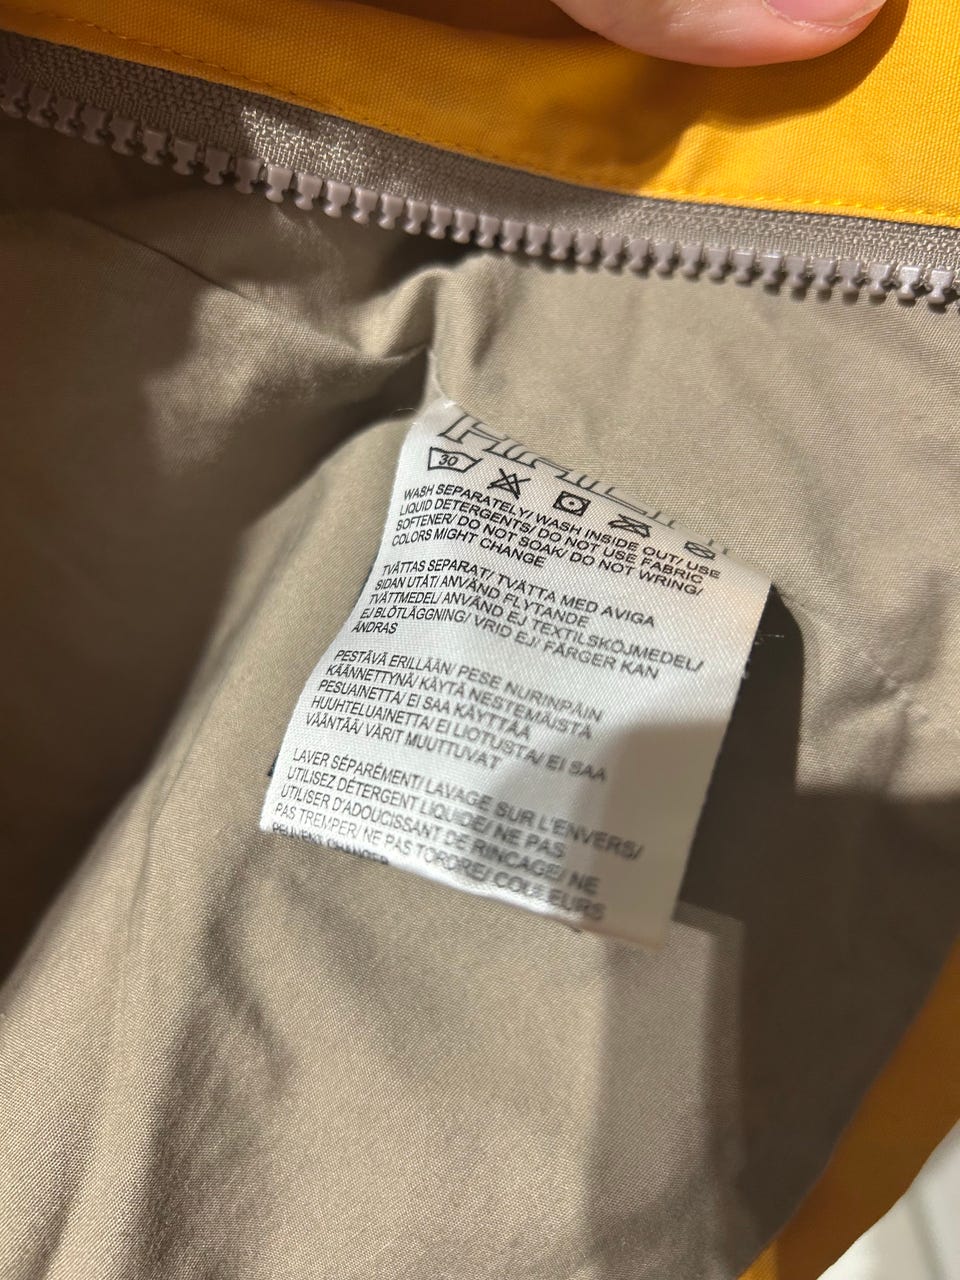 30
WASH SEPARATELY/ WASH INSIDE OUT/ USE
LIQUID DETERGENTS/ DO NOT USE FABRIC
SOFTENER/ DO NOT SOAK/ DO NOT WRING/
COLORS MIGHT CHANGE
TVÄTTAS SEPARAT/ TVÄTTA MED AVIGA
SIDAN UTÅT/ ANVÄND FLYTANDE
TVÄTTMEDEL/ ANVÄND EJ TEXTILSKÖJMEDEL/
EJ BLÖTLÄGGNING/ VRID EJ/ FÄRGER KAN
ÄNDRAS
PESTÄVÄ ERILLÄÄN/ PESE NURINPÄIN
KÄÄNNETTYNÄ/ KÄYTÄ NESTEMÄISTÄ
PESUAINETTA/ EI SAA KÄYTTÄÄ
HUUHTELUAINETTA/ EI LIOTUSTA/ EI SAA
VÄÄNTÄÄ/ VÄRIT MUUTTUVAT
LAVER SÉPARÉMENT/ LAVAGE SUR L'ENVERS/
UTILISEZ DÉTERGENT LIQUIDE/ NE PAS
UTILISER D'ADOUCISSANT DE RINCAGE/ NE
PAS TREMPER/ NE PAS TORDRE/ COULEURS
PEUVENT CHANGER